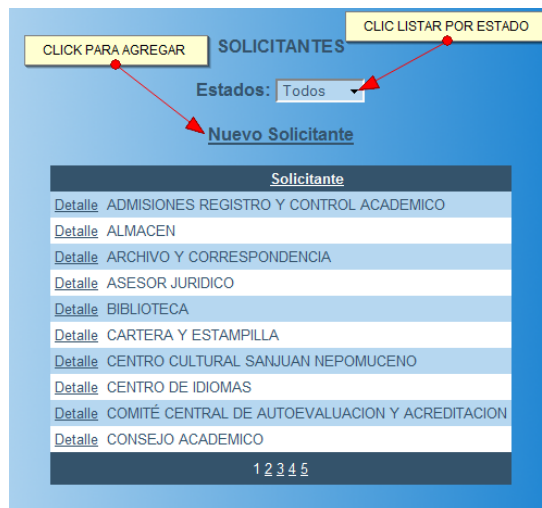 CLIC LISTAR POR ESTADO
CLICK PARA AGREGAR
SOLICITANTES
Estados: Todos
Nuevo Solicitante
Solicitante
Detalle ADMISIONES REGISTRO Y CONTROL ACADEMICO
Detalle ALMACEN
Detalle ARCHIVO Y CORRESPONDENCIA
Detalle ASESOR JURIDICO
Detalle BIBLIOTECA
Detalle CARTERA Y ESTAMPILLA
Detalle CENTRO CULTURAL SANJUAN NEPOMUCENO
Detalle CENTRO DE IDIOMAS
Detalle COMITÉ CENTRAL DE AUTOEVALUACION Y ACREDITACION
Detalle CONSEJO ACADEMICO
1 2 3 4 5